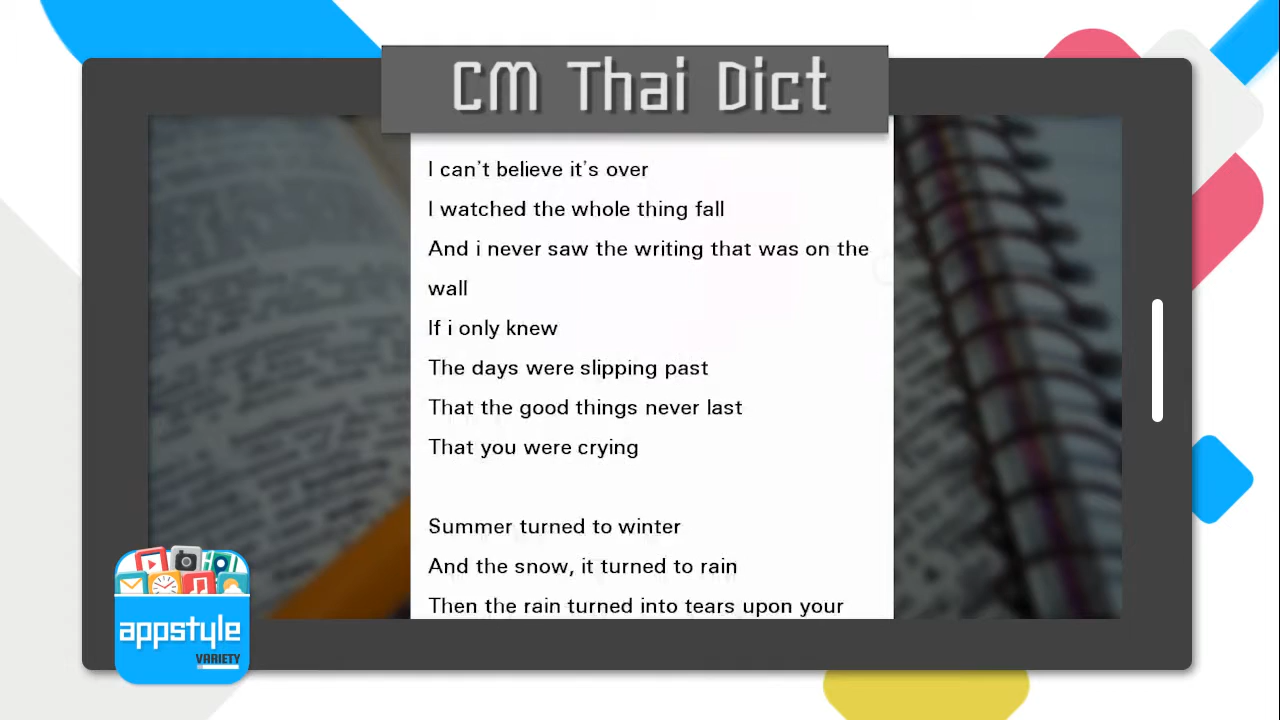 CM Thai Dict
I can't believe it's over
I watched the whole thing fall
And i never saw the writing that was on the
wall
If i only knew
The days were slipping past
That the good things never last
That you were crying
Summer turned to winter
And the snow, it turned to rain
Then the rain turned into tears upon your
appstyle
VARIETY